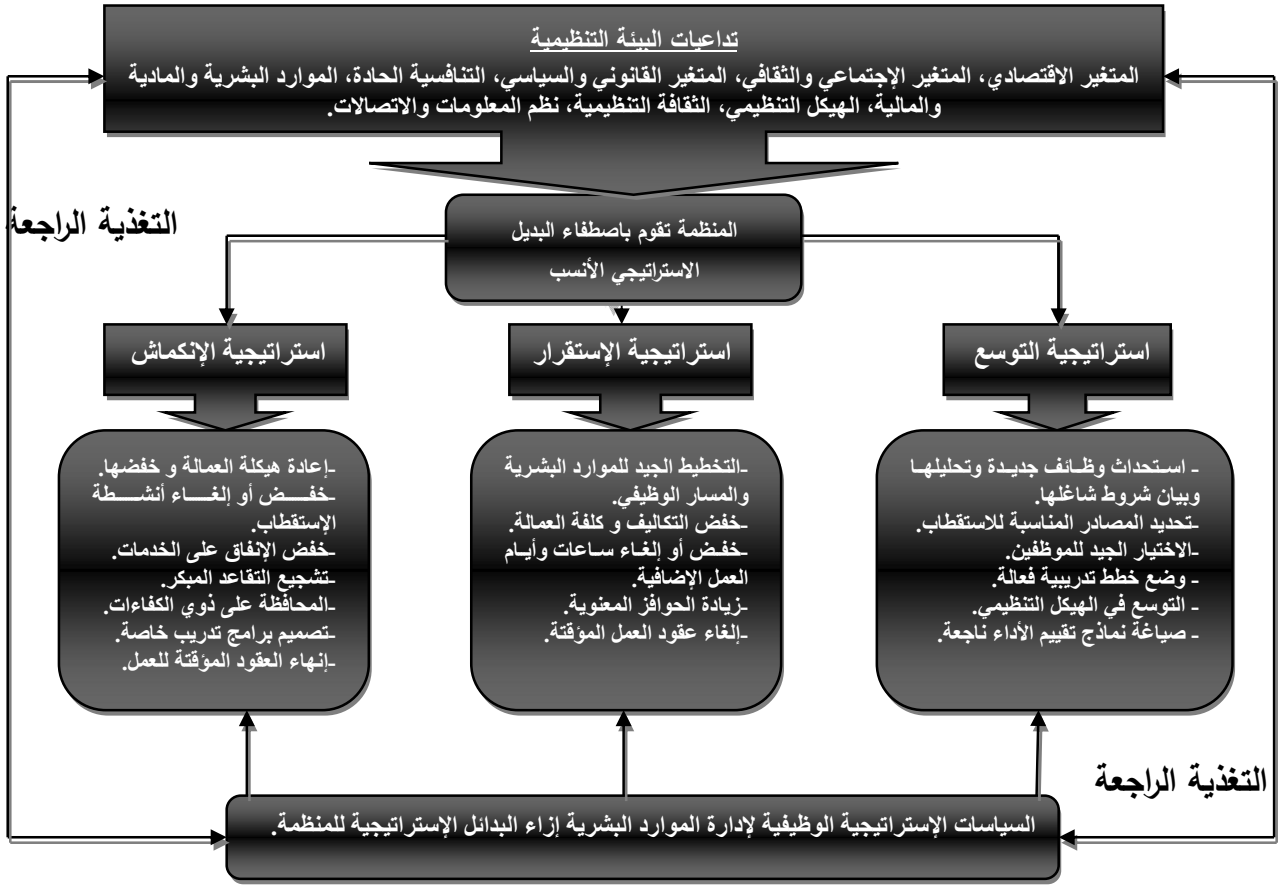 تداعيات البيئة التنظيمية
المتغير الاقتصادي، المتغير الإجتماعي والثقافي، المتغير القانوني والسياسي، التنافسية الحادة، الموارد البشرية والمادية
والمالية، الهيكل التنظيمي، الثقافة التنظيمية، نظم المعلومات والاتصالات.
التغذية الراجعة
المنظمة تقوم باصطفاء البديل
الاستراتيجي الأنسب
استراتيجية التوسع
استراتيجية الإستقرار
استراتيجية الإنكماش
- استحداث وظائف جديدة وتحليلها
وبيان شروط شاغلها.
-تحديد المصادر المناسبة للاستقطاب.
-الاختيار الجيد للموظفين.
- وضع خطط تدريبية فعالة.
- التوسع في الهيكل التنظيمي.
- صياغة نماذج تقييم الأداء ناجعة.
-التخطيط الجيد للموارد البشرية
والمسار الوظيفي.
-خفض التكاليف و كلفة العمالة.
-خفض أو إلغاء ساعات وأيام
العمل الإضافية.
-زيادة الحوافز المعنوية.
-إلغاء عقود العمل المؤقتة.
-إعادة هيكلة العمالة و خفضها.
-خفض أو إلغاء أنشطة
الإستقطاب.
-خفض الإنفاق على الخدمات.
-تشجيع التقاعد المبكر.
-المحافظة على ذوي الكفاءات.
-تصميم برامج تدريب خاصة.
-إنهاء العقود المؤقتة للعمل.
التغذية الراجعة
السياسات الإستراتيجية الوظيفية لإدارة الموارد البشرية إزاء البدائل الإستراتيجية للمنظمة.